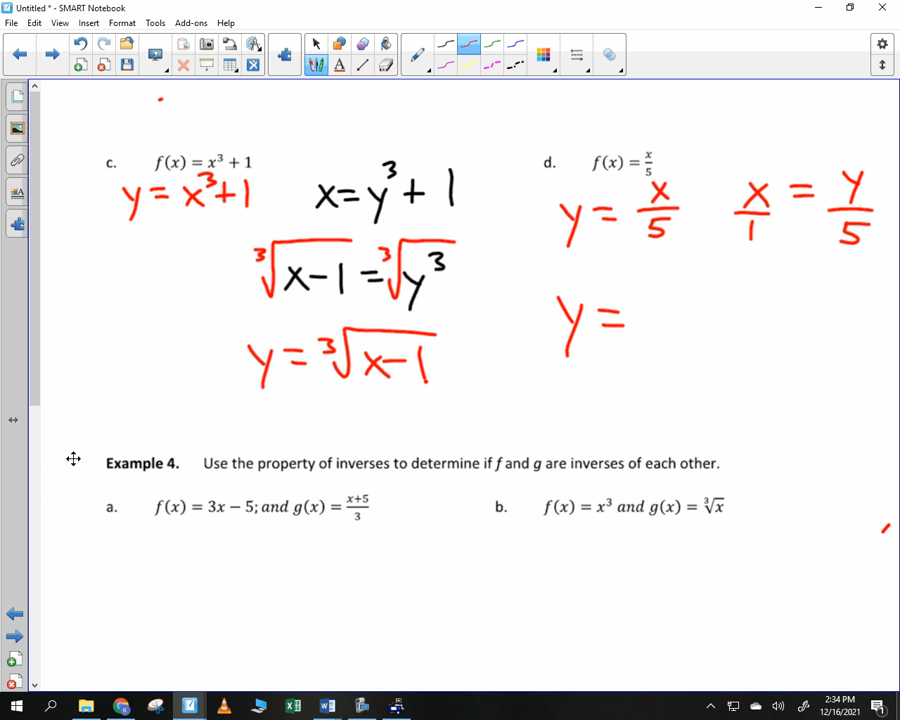 Untitled * - SMART Notebook
File Edit View Insert Format Tools Add-ons Help
c. f(x) = x³ + 1
y = x³+1
x = y³ + 1
∛x-1 = ∛y³
y = ∛x-1
d. f(x) = x/5
y = x/5
x/1 = y/5
y =
Example 4. Use the property of inverses to determine if f and g are inverses of each other.
a. f(x) = 3x − 5; and g(x) = x+5/3
b. f(x) = x³ and g(x) = ∛x
2:34 PM
12/16/2021